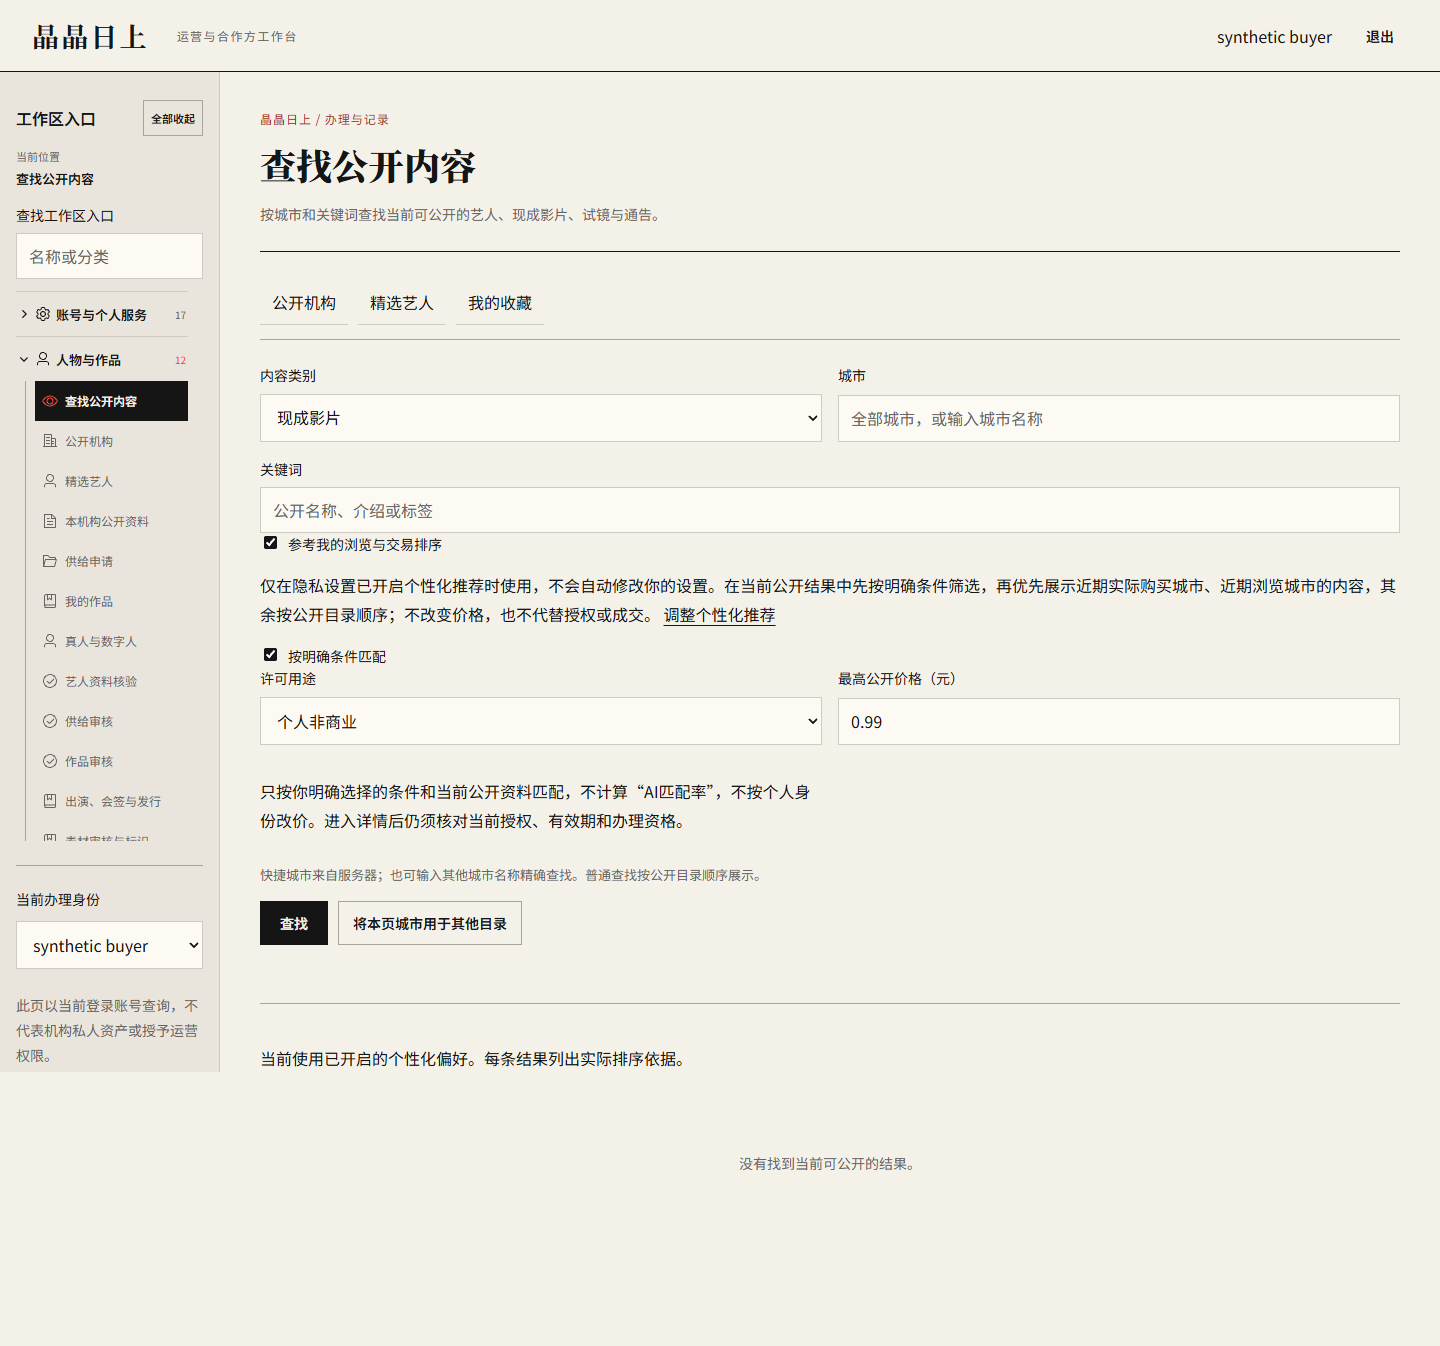 晶晶日上
运营与合作方工作台
synthetic buyer
退出
工作区入口
全部收起
当前位置
查找公开内容
查找工作区入口
名称或分类
账号与个人服务 17
人物与作品 12
查找公开内容
公开机构
精选艺人
本机构公开资料
供给申请
我的作品
真人与数字人
艺人资料核验
供给审核
作品审核
出演、会签与发行
素材审核与标识
当前办理身份
synthetic buyer
此页以当前登录账号查询，不
代表机构私人资产或授予运营
权限。
晶晶日上 / 办理与记录
查找公开内容
按城市和关键词查找当前可公开的艺人、现成影片、试镜与通告。
公开机构
精选艺人
我的收藏
内容类别
城市
现成影片
全部城市，或输入城市名称
关键词
公开名称、介绍或标签
参考我的浏览与交易排序
仅在隐私设置已开启个性化推荐时使用，不会自动修改你的设置。在当前公开结果中先按明确条件筛选，再优先展示近期实际购买城市、近期浏览城市的内容，其
余按公开目录顺序；不改变价格，也不代替授权或成交。 调整个性化推荐
按明确条件匹配
许可用途
最高公开价格（元）
个人非商业
0.99
只按你明确选择的条件和当前公开资料匹配，不计算“AI匹配率”，不按个人身
份改价。进入详情后仍须核对当前授权、有效期和办理资格。
快捷城市来自服务器；也可输入其他城市名称精确查找。普通查找按公开目录顺序展示。
查找
将本页城市用于其他目录
当前使用已开启的个性化偏好。每条结果列出实际排序依据。
没有找到当前可公开的结果。